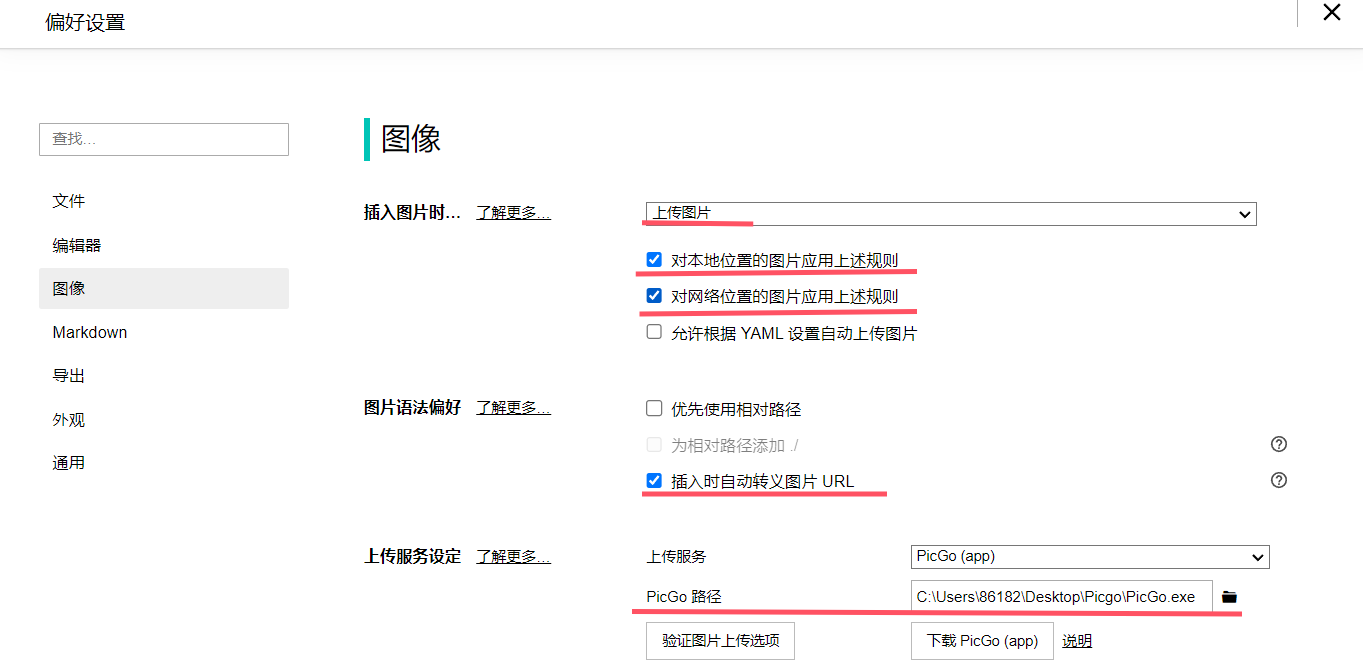 偏好设置
查找...
文件
编辑器
图像
Markdown
导出
外观
通用
图像
插入图片时... 了解更多...
上传图片
对本地位置的图片应用上述规则
对网络位置的图片应用上述规则
允许根据 YAML 设置自动上传图片
图片语法偏好 了解更多...
优先使用相对路径
为相对路径添加 ./
插入时自动转义图片 URL
上传服务设定 了解更多...
上传服务 PicGo (app)
PicGo 路径 C:\Users\86182\Desktop\Picgo\PicGo.exe
验证图片上传选项 下载 PicGo (app) 说明